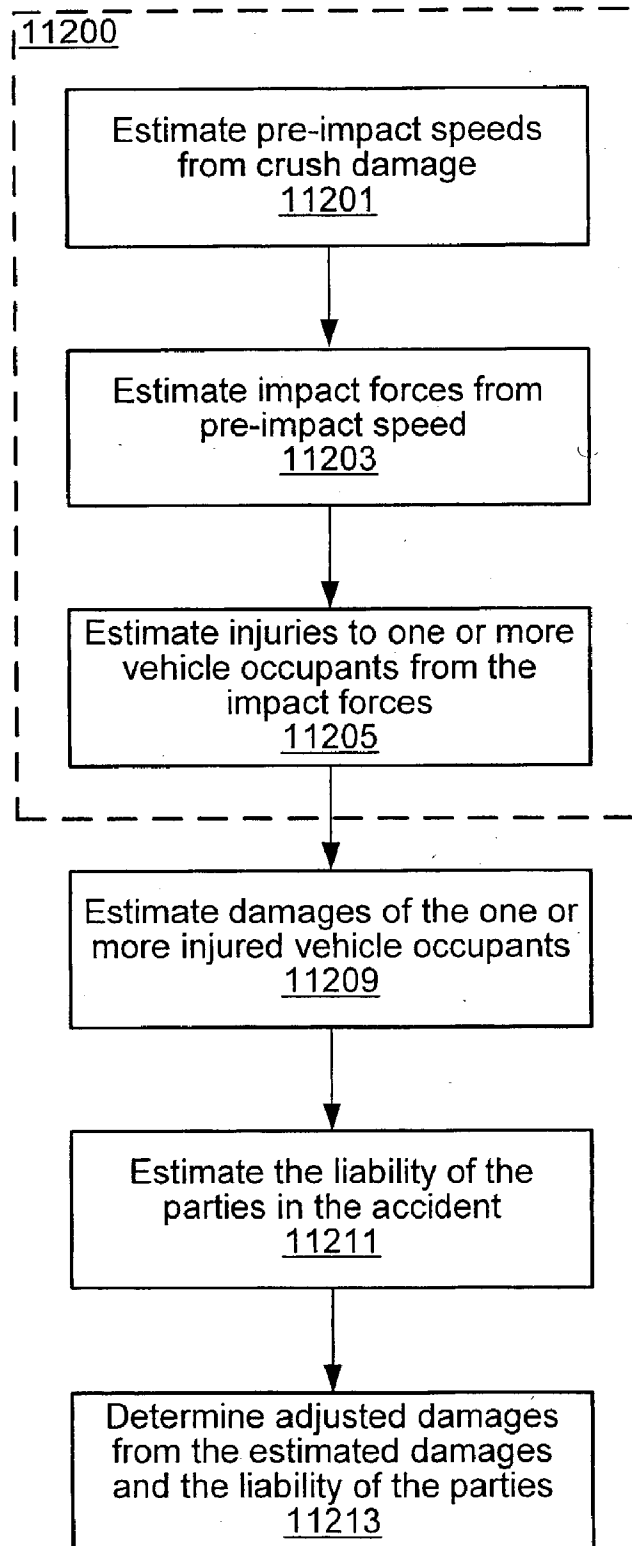 11200
Estimate pre-impact speeds
from crush damage
11201
Estimate impact forces from
pre-impact speed
11203
Estimate injuries to one or more
vehicle occupants from the
impact forces
11205
Estimate damages of the one or
more injured vehicle occupants
11209
Estimate the liability of the
parties in the accident
11211
Determine adjusted damages
from the estimated damages
and the liability of the parties
11213